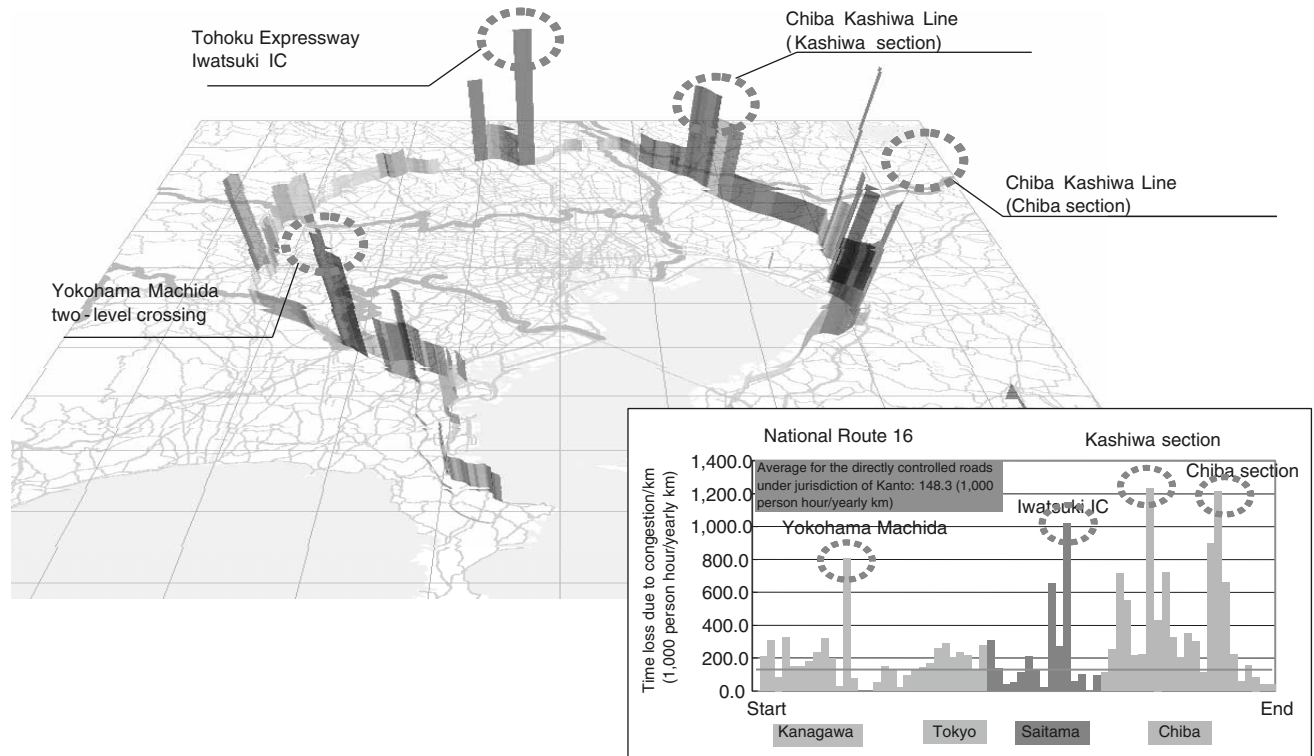 Tohoku Expressway
Iwatsuki IC
Chiba Kashiwa Line
(Kashiwa section)
Chiba Kashiwa Line
(Chiba section)
Yokohama Machida
two-level crossing
National Route 16
Kashiwa section
Chiba section
Iwatsuki IC
Yokohama Machida
Average for the directly controlled roads
under jurisdiction of Kanto: 148.3 (1,000
person hour/yearly km)
Time loss due to congestion/km
(1,000 person hour/yearly km)
1,400.0
1,200.0
1,000.0
800.0
600.0
400.0
200.0
0.0
Start
End
Kanagawa
Tokyo
Saitama
Chiba